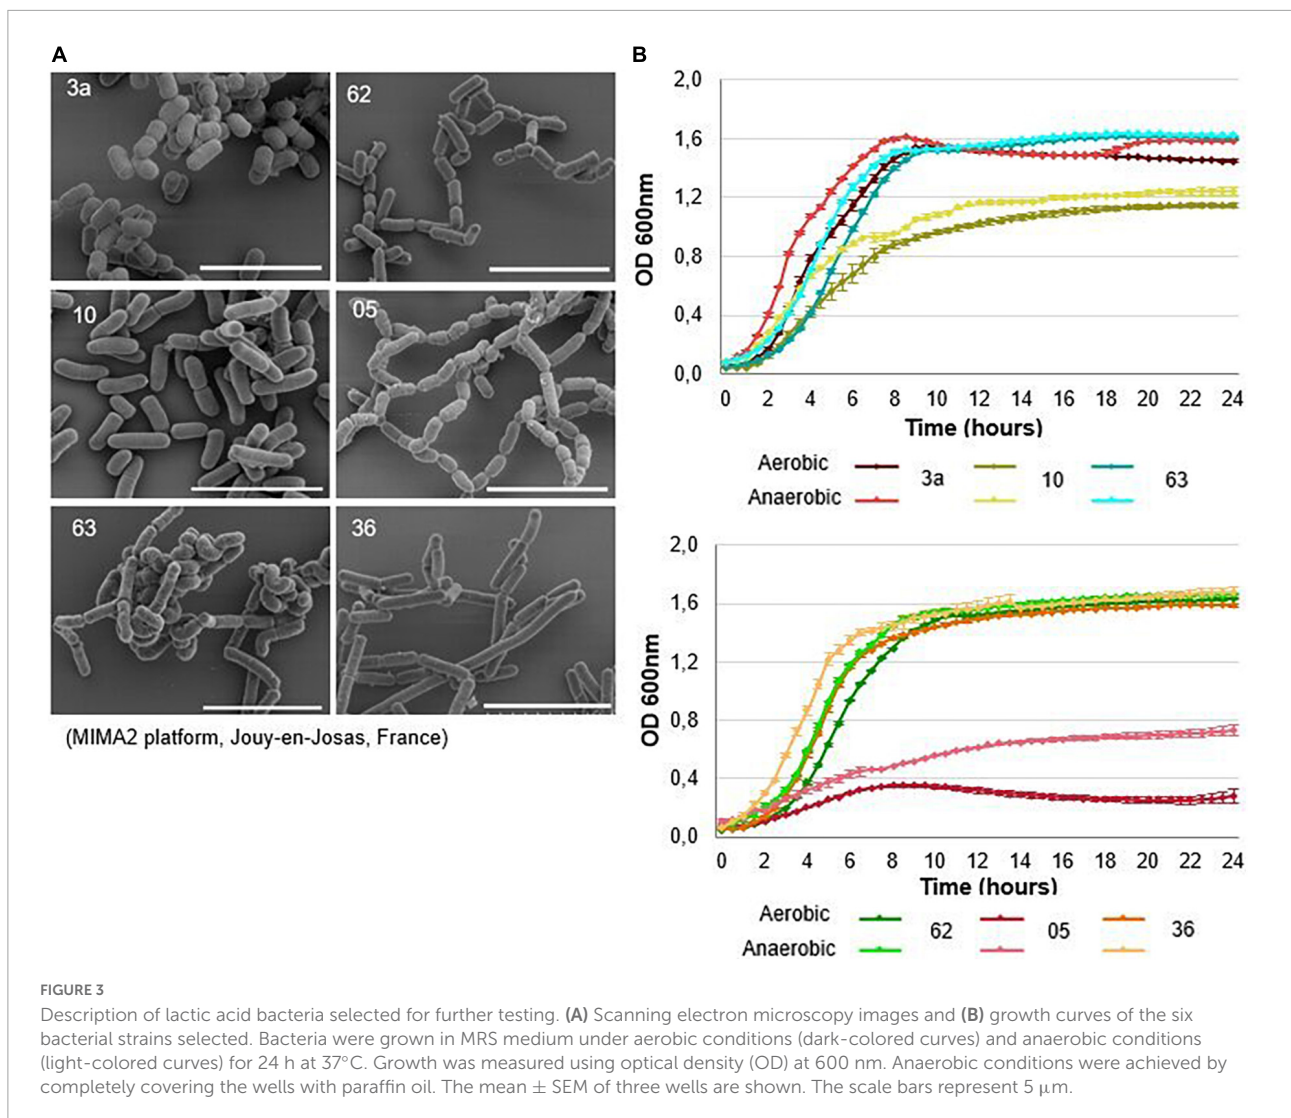 A
3a
62
10
05
63
36
(MIMA2 platform, Jouy-en-Josas, France)
B
2,0
1,6
1,2
0,8
0,4
0,0
OD 600nm
0 2 4 6 8 10 12 14 16 18 20 22 24
Time (hours)
Aerobic
Anaerobic
3a 10 63
2,0
1,6
1,2
0,8
0,4
0,0
OD 600nm
0 2 4 6 8 10 12 14 16 18 20 22 24
Time (hours)
Aerobic
Anaerobic
62 05 36
FIGURE 3
Description of lactic acid bacteria selected for further testing. (A) Scanning electron microscopy images and (B) growth curves of the six
bacterial strains selected. Bacteria were grown in MRS medium under aerobic conditions (dark-colored curves) and anaerobic conditions
(light-colored curves) for 24 h at 37°C. Growth was measured using optical density (OD) at 600 nm. Anaerobic conditions were achieved by
completely covering the wells with paraffin oil. The mean ± SEM of three wells are shown. The scale bars represent 5 μm.